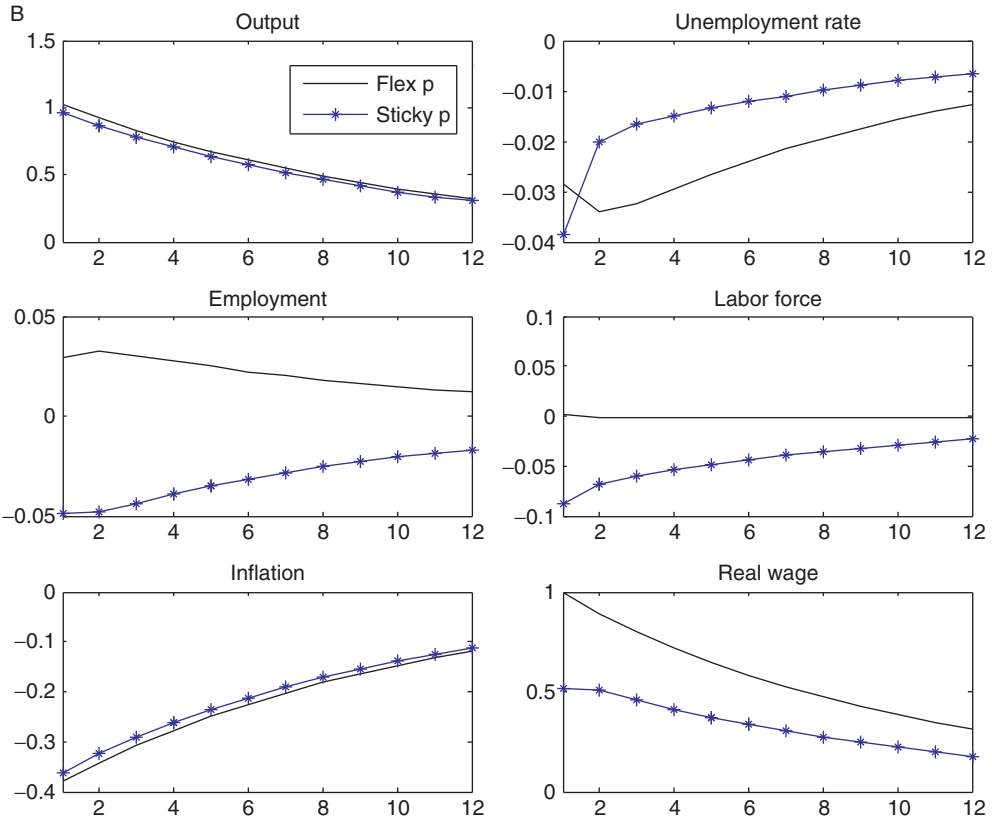 B
Output
1.5
1
0.5
0
2 4 6 8 10 12
Flex p
Sticky p
Unemployment rate
0
−0.01
−0.02
−0.03
−0.04
2 4 6 8 10 12
Employment
0.05
0
−0.05
2 4 6 8 10 12
Labor force
0.1
0.05
0
−0.05
−0.1
2 4 6 8 10 12
Inflation
0
−0.1
−0.2
−0.3
−0.4
2 4 6 8 10 12
Real wage
1
0.5
0
2 4 6 8 10 12